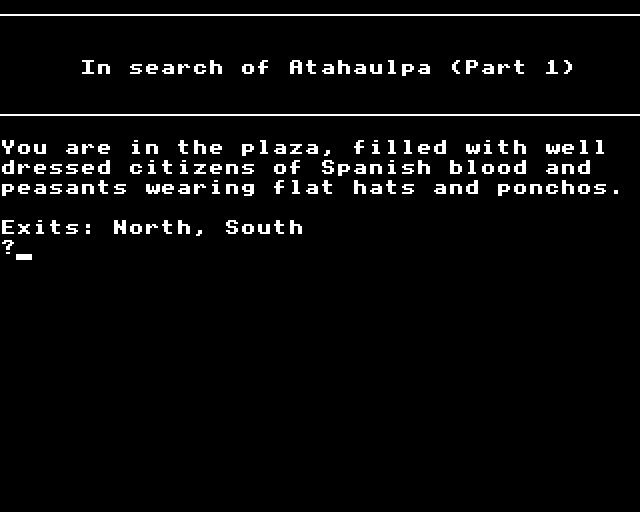 In search of Atahaulpa (Part 1)
You are in the plaza, filled with well
dressed citizens of Spanish blood and
peasants wearing flat hats and ponchos.
Exits: North, South
?_